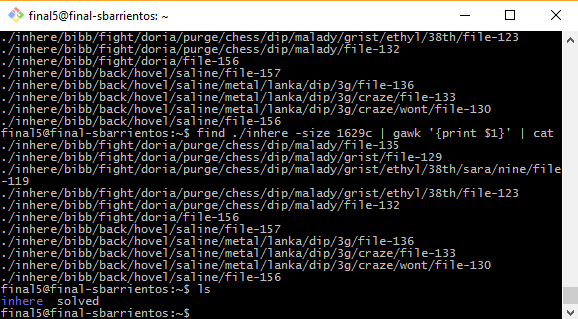 final5@final-sbarrientos: ~
./inhere/bibb/fight/doria/purge/chess/dip/malady/grist/ethyl/38th/file-123
./inhere/bibb/fight/doria/purge/chess/dip/malady/file-132
./inhere/bibb/fight/doria/file-156
./inhere/bibb/back/hovel/saline/file-157
./inhere/bibb/back/hovel/saline/metal/lanka/dip/3g/file-136
./inhere/bibb/back/hovel/saline/metal/lanka/dip/3g/craze/file-133
./inhere/bibb/back/hovel/saline/metal/lanka/dip/3g/craze/wont/file-130
./inhere/bibb/back/hovel/saline/file-156
final5@final-sbarrientos:~$ find ./inhere -size 1629c | gawk '{print $1}' | cat
./inhere/bibb/fight/doria/purge/chess/dip/malady/file-135
./inhere/bibb/fight/doria/purge/chess/dip/malady/grist/file-129
./inhere/bibb/fight/doria/purge/chess/dip/malady/grist/ethyl/38th/sara/nine/file
-119
./inhere/bibb/fight/doria/purge/chess/dip/malady/grist/ethyl/38th/file-123
./inhere/bibb/fight/doria/purge/chess/dip/malady/file-132
./inhere/bibb/fight/doria/file-156
./inhere/bibb/back/hovel/saline/file-157
./inhere/bibb/back/hovel/saline/metal/lanka/dip/3g/file-136
./inhere/bibb/back/hovel/saline/metal/lanka/dip/3g/craze/file-133
./inhere/bibb/back/hovel/saline/metal/lanka/dip/3g/craze/wont/file-130
./inhere/bibb/back/hovel/saline/file-156
final5@final-sbarrientos:~$ ls
inhere  solved
final5@final-sbarrientos:~$